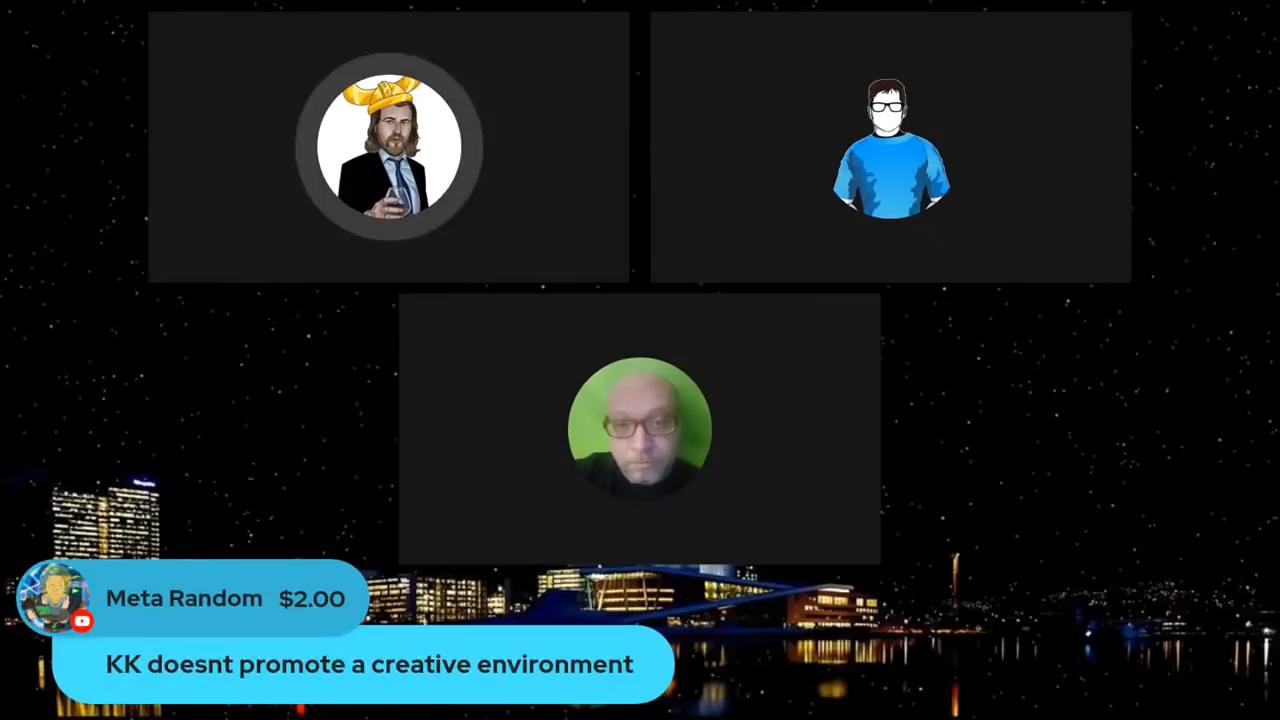 Meta Random $2.00
KK doesnt promote a creative environment